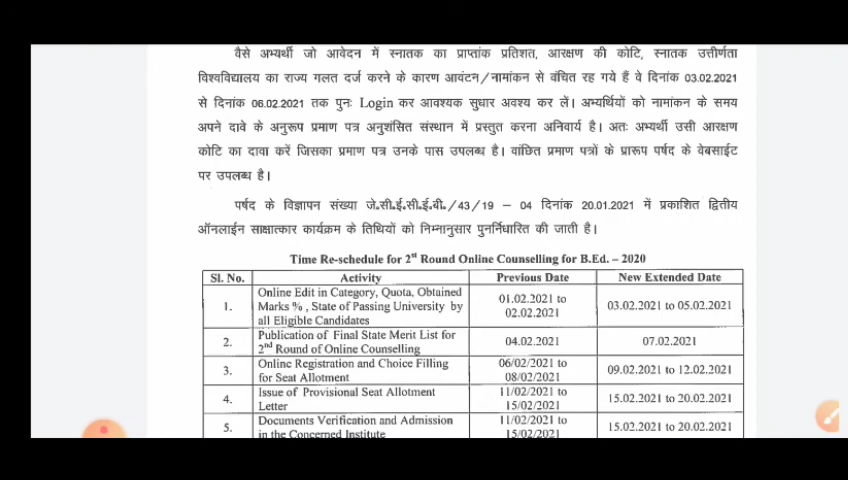 वैसे अभ्यर्थी जो आवेदन में स्नातक का प्राप्तांक प्रतिशत, आरक्षण की कोटि, स्नातक उत्तीर्णता
विश्वविद्यालय का राज्य गलत दर्ज करने के कारण आवंटन/नामांकन से वंचित रह गये हैं वे दिनांक 03.02.2021
से दिनांक 06.02.2021 तक पुनः Login कर आवश्यक सुधार अवश्य कर लें। अभ्यर्थियों को नामांकन के समय
अपने दावे के अनुरूप प्रमाण पत्र अनुशंसित संस्थान में प्रस्तुत करना अनिवार्य है। अतः अभ्यर्थी उसी आरक्षण
कोटि का दावा करें जिसका प्रमाण पत्र उनके पास उपलब्ध है। वांछित प्रमाण पत्रों के प्रारूप पर्षद के वेबसाईट
पर उपलब्ध है।
पर्षद के विज्ञापन संख्या जे.सी.ई.सी.ई.बी./43/19 – 04 दिनांक 20.01.2021 में प्रकाशित द्वितीय
ऑनलाईन साक्षात्कार कार्यक्रम के तिथियों को निम्नानुसार पुनर्निधारित की जाती है।
Time Re-schedule for 2st Round Online Counselling for B.Ed. – 2020
Sl. No. Activity Previous Date New Extended Date
1. Online Edit in Category, Quota, Obtained Marks % , State of Passing University by all Eligible Candidates 01.02.2021 to 02.02.2021 03.02.2021 to 05.02.2021
2. Publication of Final State Merit List for 2nd Round of Online Counselling 04.02.2021 07.02.2021
3. Online Registration and Choice Filling for Seat Allotment 06/02/2021 to 08/02/2021 09.02.2021 to 12.02.2021
4. Issue of Provisional Seat Allotment Letter 11/02/2021 to 15/02/2021 15.02.2021 to 20.02.2021
5. Documents Verification and Admission in the Concerned Institute 11/02/2021 to 15/02/2021 15.02.2021 to 20.02.2021